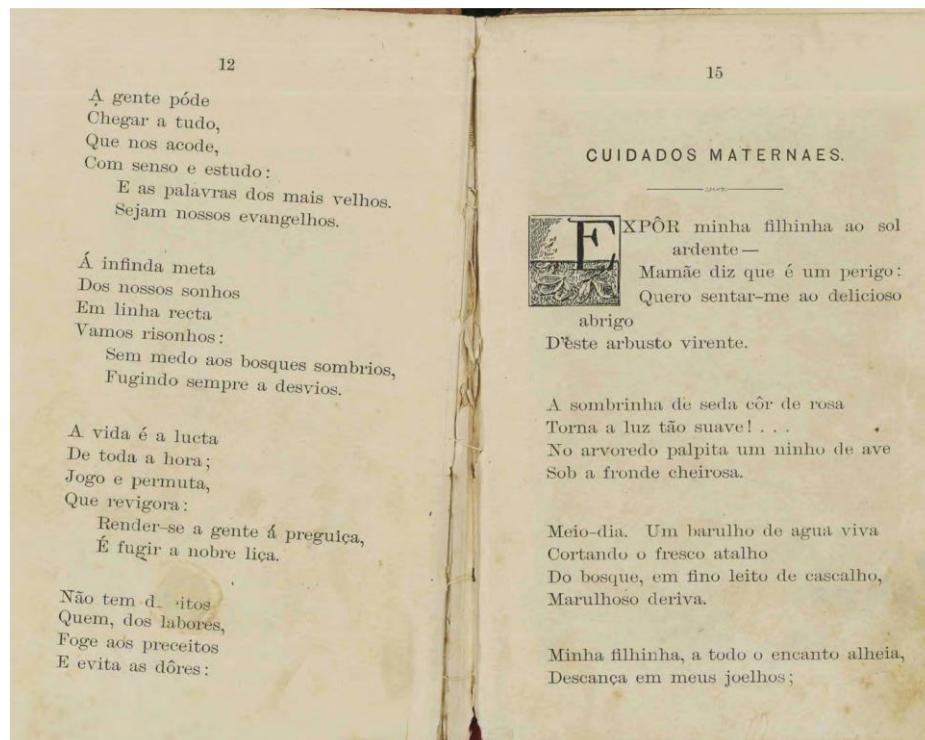 12
A gente póde
Chegar a tudo,
Que nos acode,
Com senso e estudo:
E as palavras dos mais velhos.
Sejam nossos evangelhos.
Á infinda meta
Dos nossos sonhos
Em linha recta
Vamos risonhos:
Sem medo aos bosques sombrios,
Fugindo sempre a desvios.
A vida é a lucta
De toda a hora;
Jogo e permuta,
Que revigora:
Render-se a gente á preguiça,
É fugir a nobre liça.
Não tem
Quem, dos labores,
Foge aos preceitos
E evita as dôres:
15
CUIDADOS MATERNAES.
EXPÔR minha filhinha ao sol
ardente—
Mamãe diz que é um perigo:
Quero sentar-me ao delicioso
abrigo
D'êste arbusto virente.
A sombrinha de seda côr de rosa
Torna a luz tão suave! . . .
No arvoredo palpita um ninho de ave
Sob a fronde cheirosa.
Meio-dia. Um barulho de agua viva
Cortando o fresco atalho
Do bosque, em fino leito de cascalho,
Marulhoso deriva.
Minha filhinha, a todo o encanto alheia,
Descança em meus joelhos;